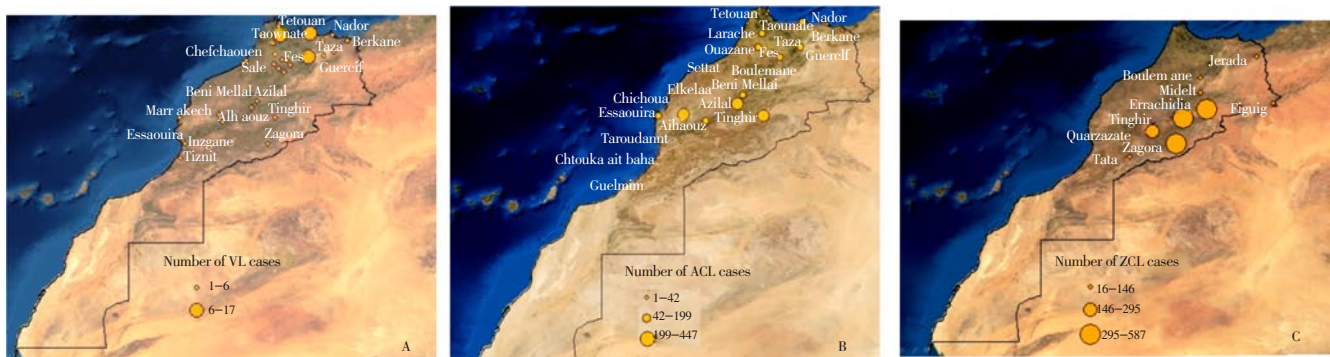 Tetouan
Taownate
Nador
Chefchaouen
Taza
Berkane
Sale
Fes
Guercif
Beni Mellal Azilal
Marr akech
Alh aouz
Tinghir
Essaouira
Inzgane
Zagora
Tiznit
Number of VL cases
1–6
6–17
A
Tetouan
Nador
Taounale
Larache
Berkane
Ouazane
Taza
Fes
Guerclf
Settat
Boulemane
Elkelaa
Beni Mellai
Chichoua
Azilal
Essaouira
Aihaouz
Tinghir
Taroudannt
Chtouka ait baha
Guelmim
Number of ACL cases
1–42
42–199
199–447
B
Jerada
Boulem ane
Midelt
Errachidia
Figuig
Tinghir
Quarzazate
Zagora
Tata
Number of ZCL cases
16–146
146–295
295–587
C